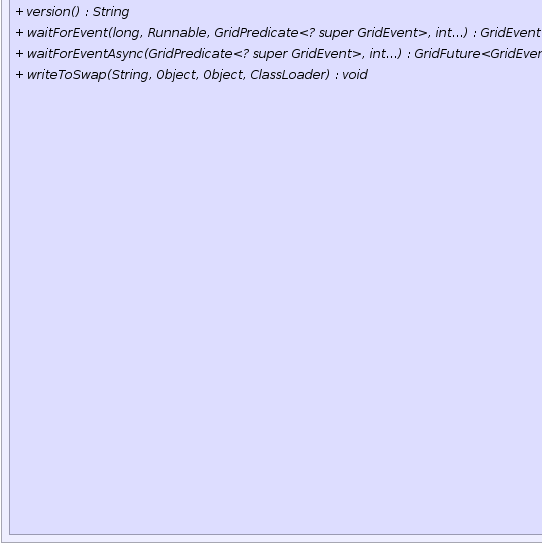 + version() : String
+ waitForEvent(long, Runnable, GridPredicate<? super GridEvent>, int...) : GridEvent
+ waitForEventAsync(GridPredicate<? super GridEvent>, int...) : GridFuture<GridEver
+ writeToSwap(String, Object, Object, ClassLoader) : void